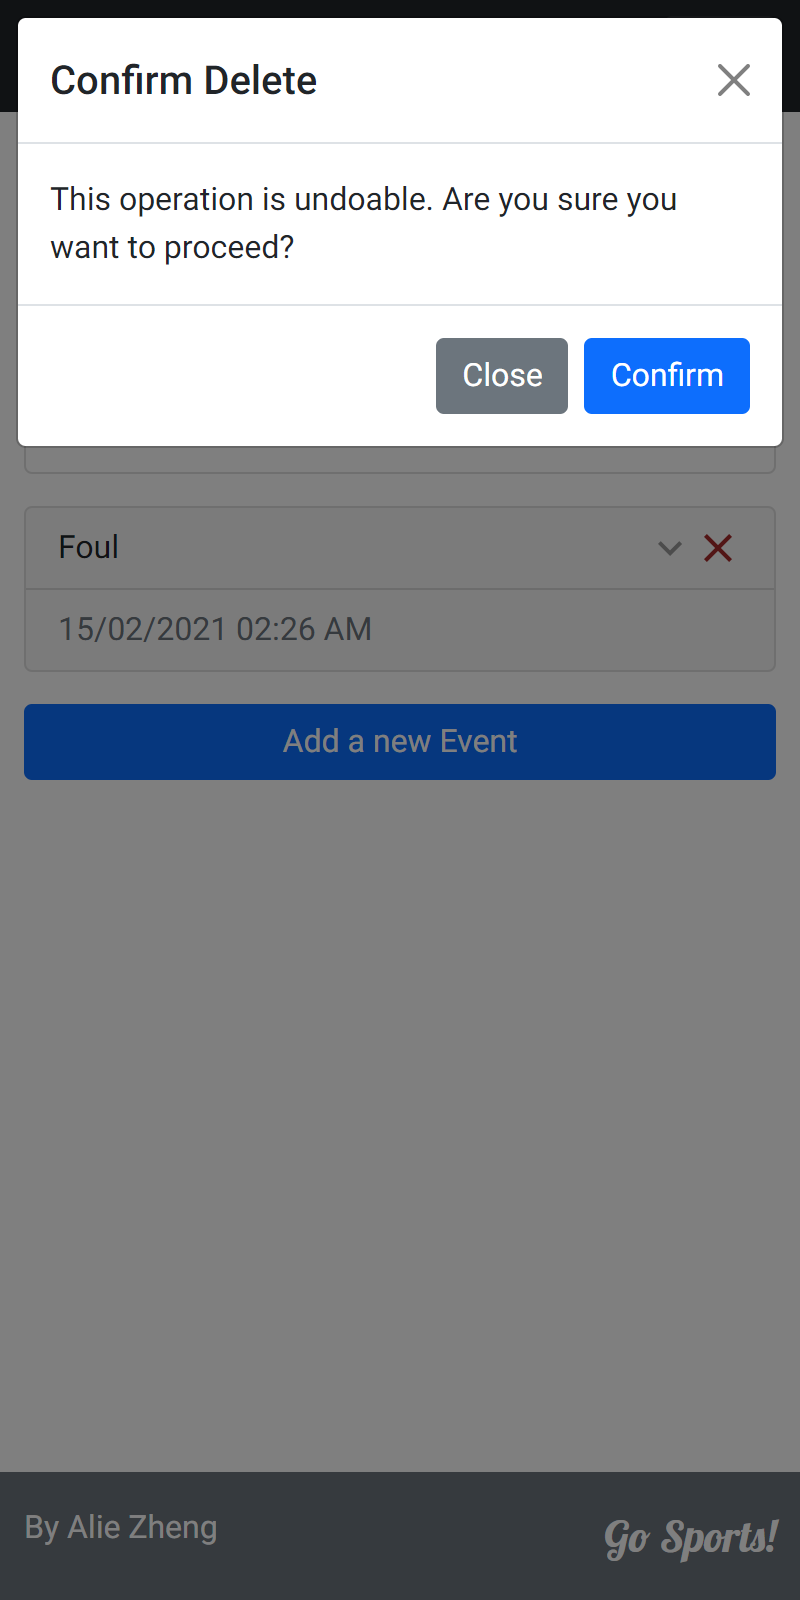 Confirm Delete
This operation is undoable. Are you sure you
want to proceed?
Close
Confirm
Foul
15/02/2021 02:26 AM
Add a new Event
By Alie Zheng
Go Sports!